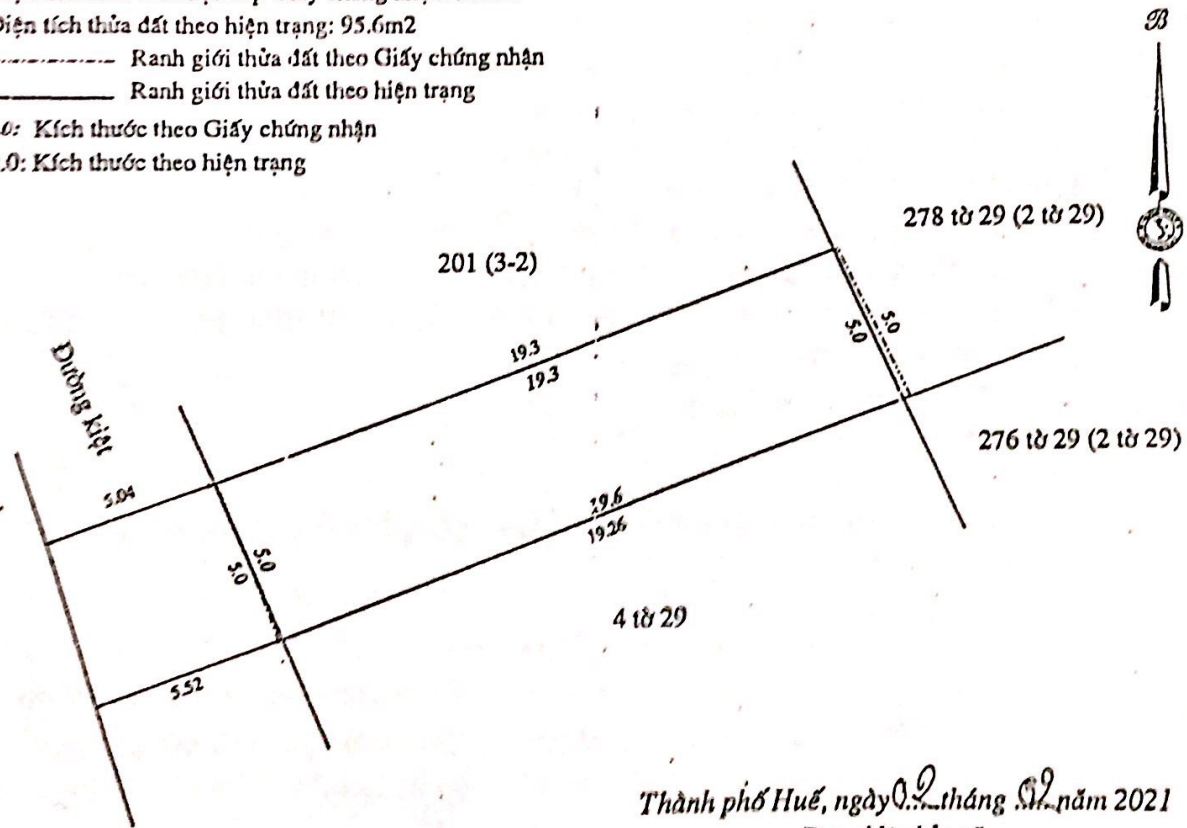 Diện tích thửa đất theo hiện trạng: 95.6m2
Ranh giới thửa đất theo Giấy chứng nhận
Ranh giới thửa đất theo hiện trạng
.0: Kích thước theo Giấy chứng nhận
.0: Kích thước theo hiện trạng
B
278 tờ 29 (2 tờ 29)
201 (3-2)
5.0
5.0
19.3
19.3
Đường kiệt
276 tờ 29 (2 tờ 29)
5.04
19.6
19.26
5.0
5.0
4 tờ 29
5.52
Thành phố Huế, ngày 02 tháng 02 năm 2021